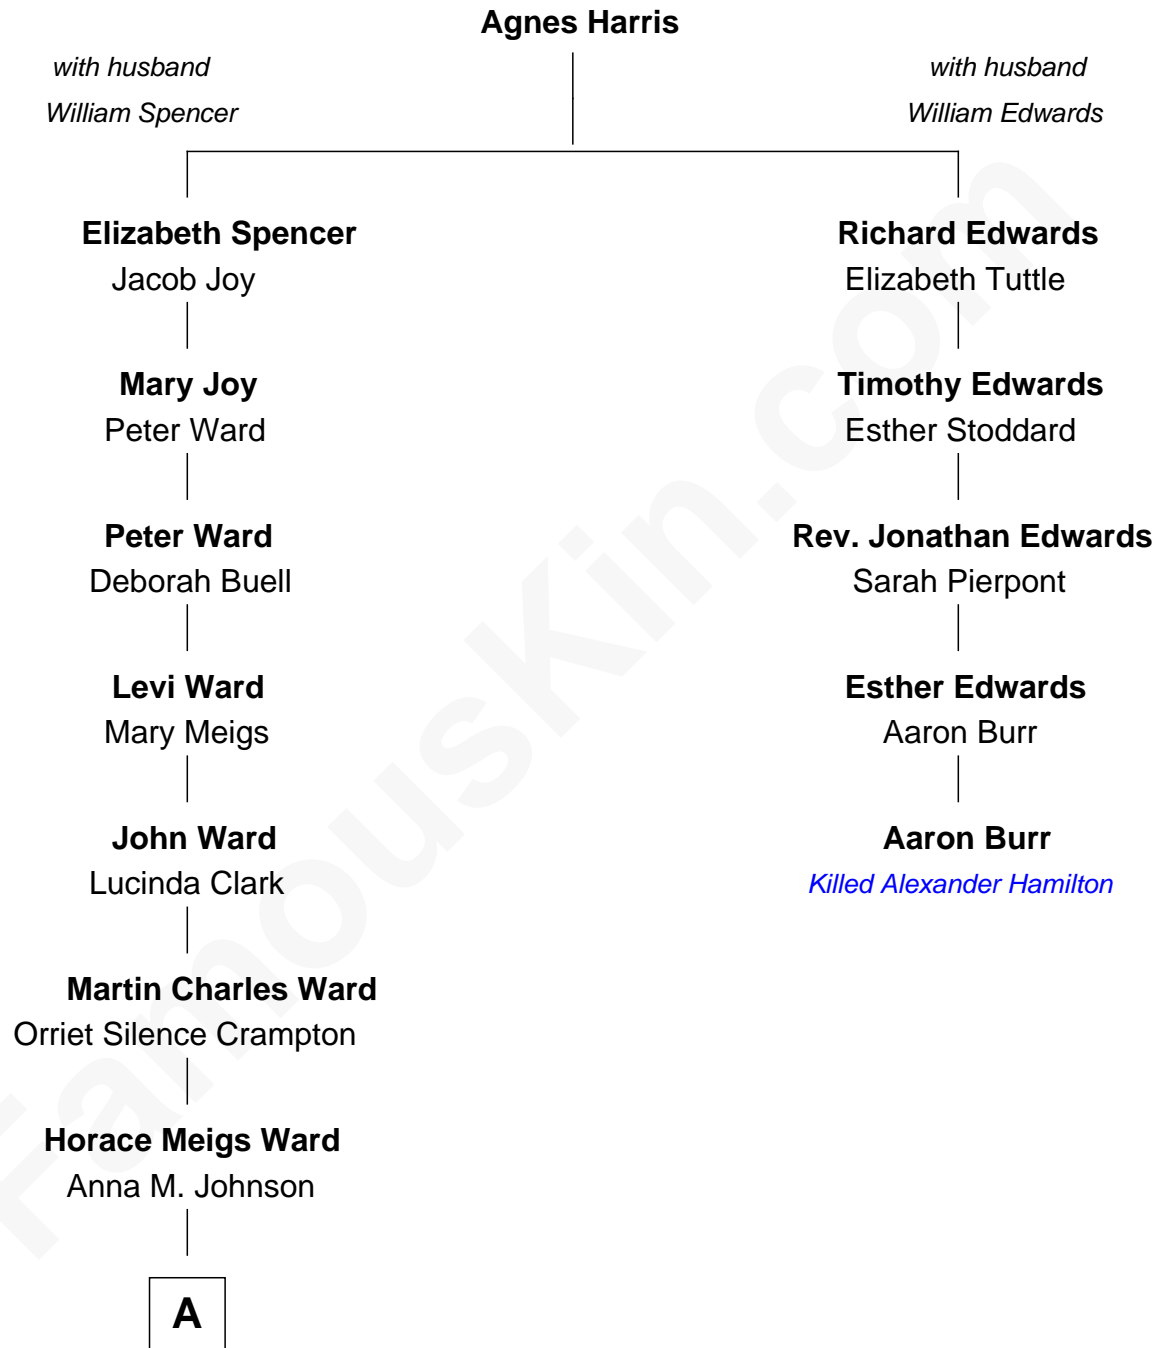 Agnes Harris
with husband
William Spencer
with husband
William Edwards
Elizabeth Spencer
Jacob Joy
Richard Edwards
Elizabeth Tuttle
Mary Joy
Peter Ward
Timothy Edwards
Esther Stoddard
Peter Ward
Deborah Buell
Rev. Jonathan Edwards
Sarah Pierpont
Levi Ward
Mary Meigs
Esther Edwards
Aaron Burr
John Ward
Lucinda Clark
Aaron Burr
Killed Alexander Hamilton
Martin Charles Ward
Orriet Silence Crampton
Horace Meigs Ward
Anna M. Johnson
A
FamousKin.com